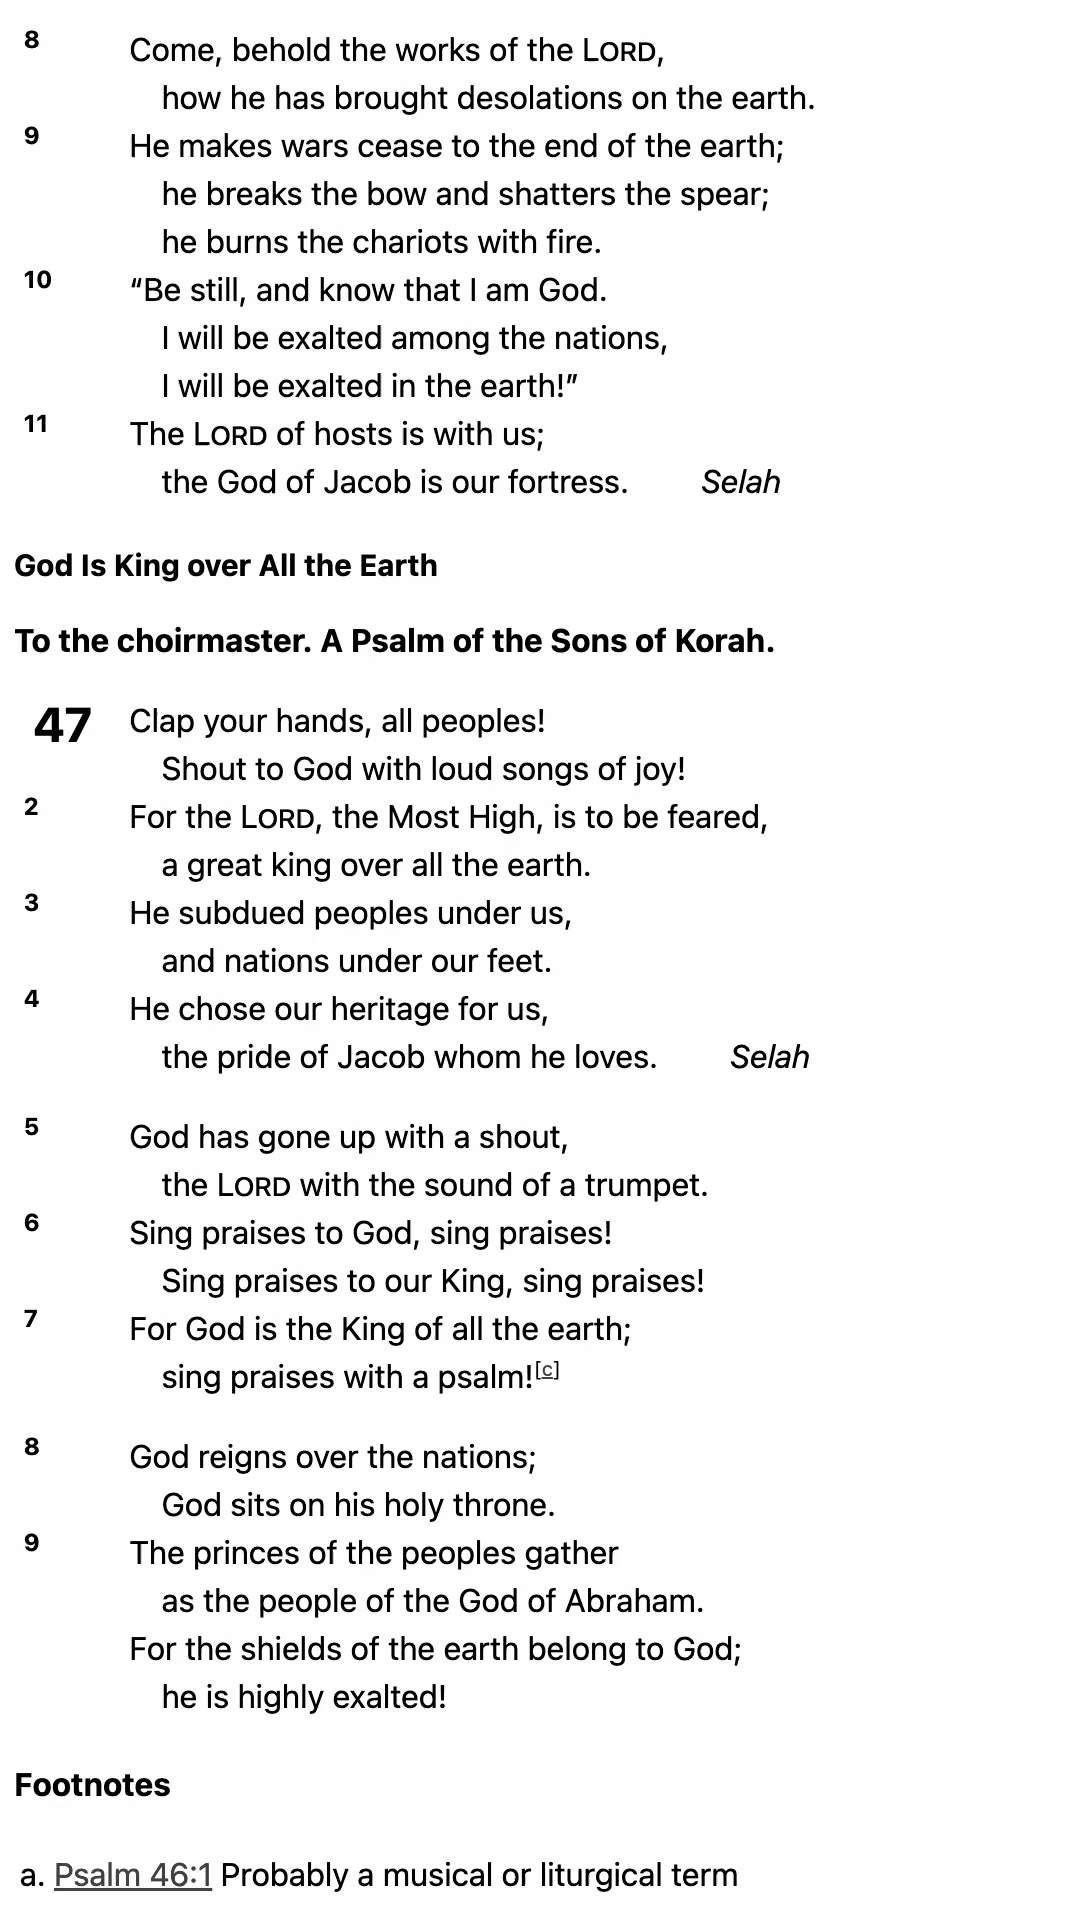 8 Come, behold the works of the LORD,
how he has brought desolations on the earth.
9 He makes wars cease to the end of the earth;
he breaks the bow and shatters the spear;
he burns the chariots with fire.
10 “Be still, and know that I am God.
I will be exalted among the nations,
I will be exalted in the earth!”
11 The LORD of hosts is with us;
the God of Jacob is our fortress. Selah
God Is King over All the Earth
To the choirmaster. A Psalm of the Sons of Korah.
47 Clap your hands, all peoples!
Shout to God with loud songs of joy!
2 For the LORD, the Most High, is to be feared,
a great king over all the earth.
3 He subdued peoples under us,
and nations under our feet.
4 He chose our heritage for us,
the pride of Jacob whom he loves. Selah
5 God has gone up with a shout,
the LORD with the sound of a trumpet.
6 Sing praises to God, sing praises!
Sing praises to our King, sing praises!
7 For God is the King of all the earth;
sing praises with a psalm![c]
8 God reigns over the nations;
God sits on his holy throne.
9 The princes of the peoples gather
as the people of the God of Abraham.
For the shields of the earth belong to God;
he is highly exalted!
Footnotes
a. Psalm 46:1 Probably a musical or liturgical term